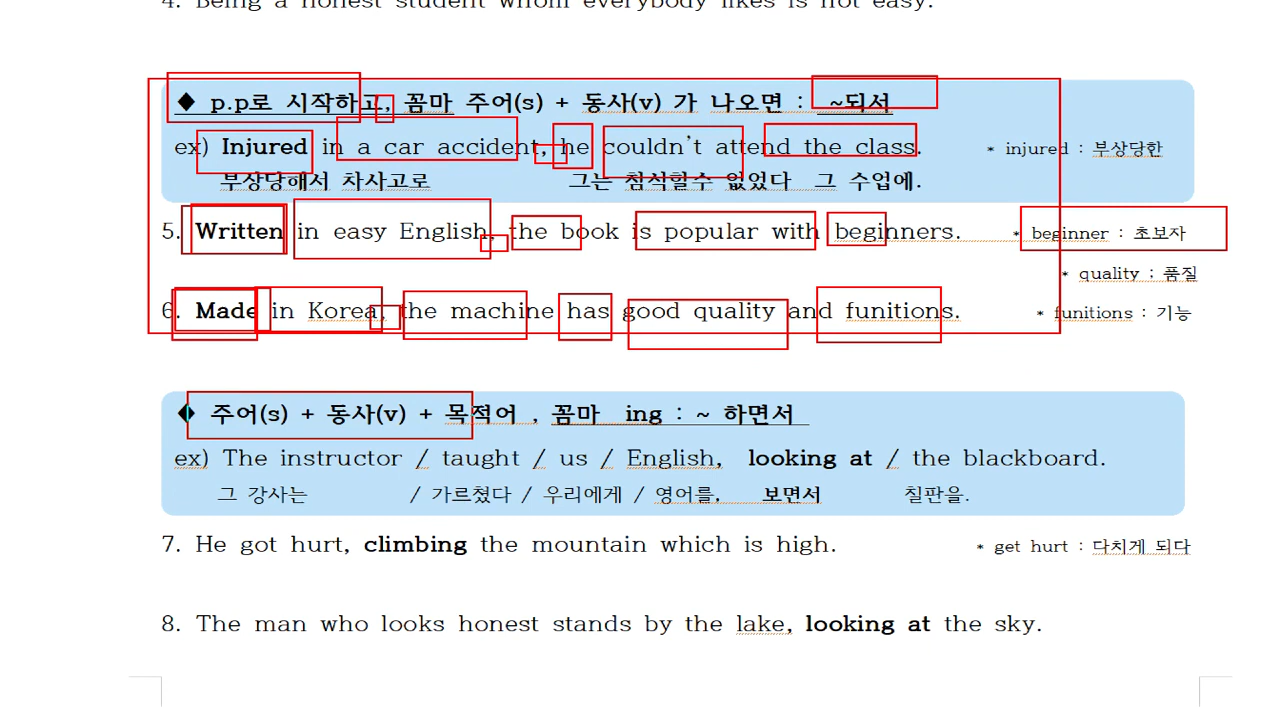 4. Being a honest student whom everybody likes is not easy.
◆ p.p로 시작하고, 꼼마 주어(s) + 동사(v) 가 나오면 : ~되서
ex) Injured in a car accident, he couldn't attend the class. * injured : 부상당한
부상당해서 차사고로 그는 참석할수 없었다 그 수업에.
5. Written in easy English, the book is popular with beginners. * beginner : 초보자
* quality ; 품질
6. Made in Korea, the machine has good quality and funitions. * funitions : 기능
◆ 주어(s) + 동사(v) + 목적어 , 꼼마 ing : ~ 하면서
ex) The instructor / taught / us / English, looking at / the blackboard.
그 강사는 / 가르쳤다 / 우리에게 / 영어를, 보면서 칠판을.
7. He got hurt, climbing the mountain which is high. * get hurt : 다치게 되다
8. The man who looks honest stands by the lake, looking at the sky.